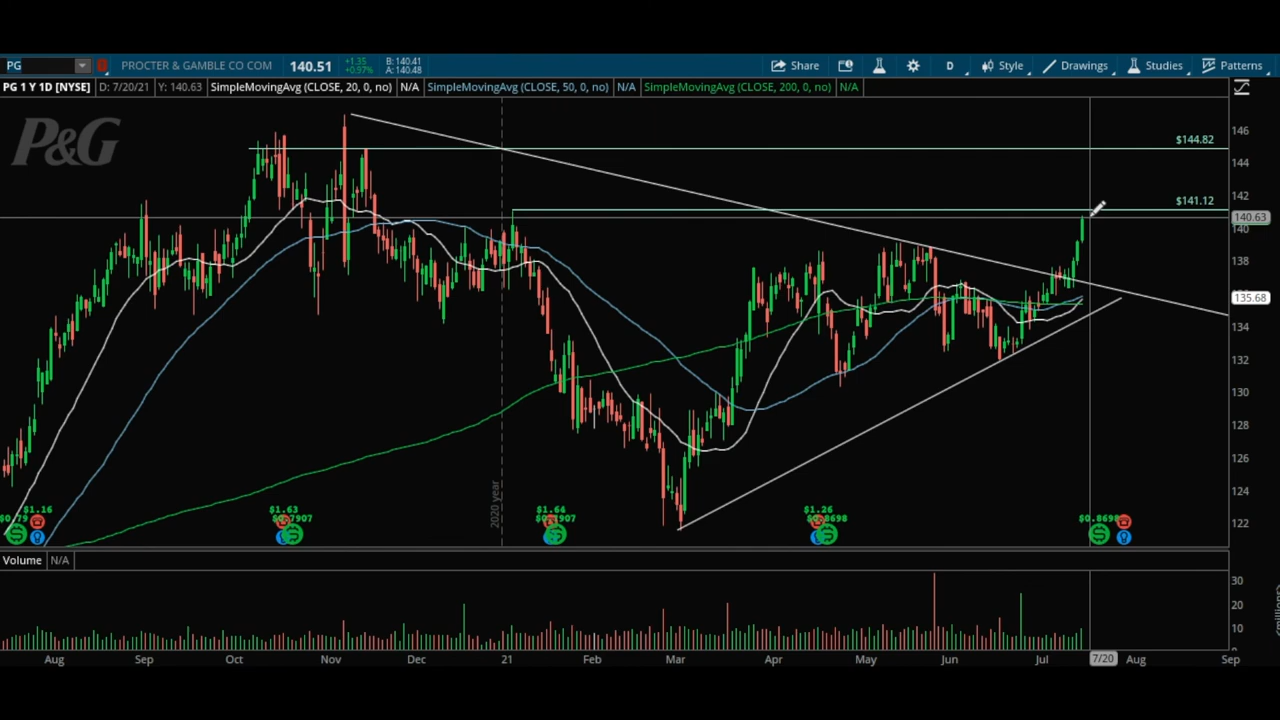 PG PROCTER & GAMBLE CO COM 140.51 +1.35 +0.97% B: 140.41 A: 140.48 Share D Style Drawings Studies Patterns
PG 1 Y 1D [NYSE] D: 7/20/21 Y: 140.63 SimpleMovingAvg (CLOSE, 20, 0, no) N/A SimpleMovingAvg (CLOSE, 50, 0, no) N/A SimpleMovingAvg (CLOSE, 200, 0, no) N/A
P&G
146
$144.82
144
142
$141.12
140.63
140
138
135.68
134
132
130
128
126
124
122
2020 year
$1.16 $1.63 $1.64 $1.26 $0.8698
$0.8698
Volume N/A
30
20
10
Aug Sep Oct Nov Dec 21 Feb Mar Apr May Jun Jul 7/20 Aug Sep